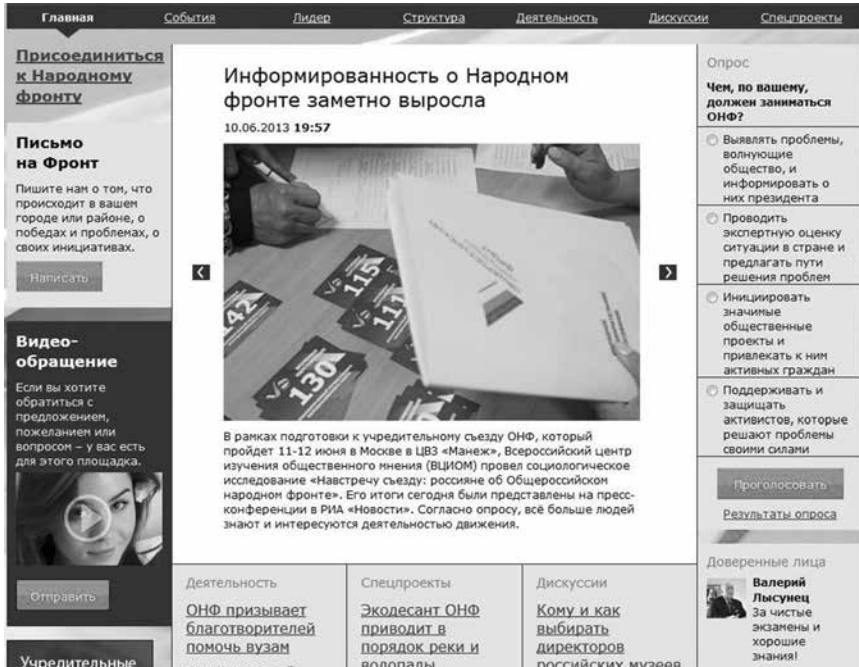 Главная
События
Лидер
Структура
Деятельность
Дискуссии
Спецпроекты
Присоединиться
к Народному
фронту
Письмо
на Фронт
Пишите нам о том, что
происходит в вашем
городе или районе, о
победах и проблемах, о
своих инициативах.
Написать
Видео-
обращение
Если вы хотите
обратиться с
предложением,
пожеланием или
вопросом – у вас есть
для этого площадка.
Отправить
Учредительные
Информированность о Народном
фронте заметно выросла
10.06.2013 19:57
142
115
111
130
В рамках подготовки к учредительному съезду ОНФ, который
пройдет 11-12 июня в Москве в ЦВЗ «Манеж», Всероссийский центр
изучения общественного мнения (ВЦИОМ) провел социологическое
исследование «Навстречу съезду: россияне об Общероссийском
народном фронте». Его итоги сегодня были представлены на пресс-
конференции в РИА «Новости». Согласно опросу, всё больше людей
знают и интересуются деятельностью движения.
Деятельность
ОНФ призывает
благотворителей
помочь вузам
Спецпроекты
Экодесант ОНФ
приводит в
порядок реки и
водопады
Дискуссии
Кому и как
выбирать
директоров
российских музеев
Опрос
Чем, по вашему,
должен заниматься
ОНФ?
Выявлять проблемы,
волнующие
общество, и
информировать о
них президента
Проводить
экспертную оценку
ситуации в стране и
предлагать пути
решения проблем
Инициировать
значимые
общественные
проекты и
привлекать к ним
активных граждан
Поддерживать и
защищать
активистов, которые
решают проблемы
своими силами
Проголосовать
Результаты опроса
Доверенные лица
Валерий
Лысунец
За чистые
экзамены и
хорошие
знания!